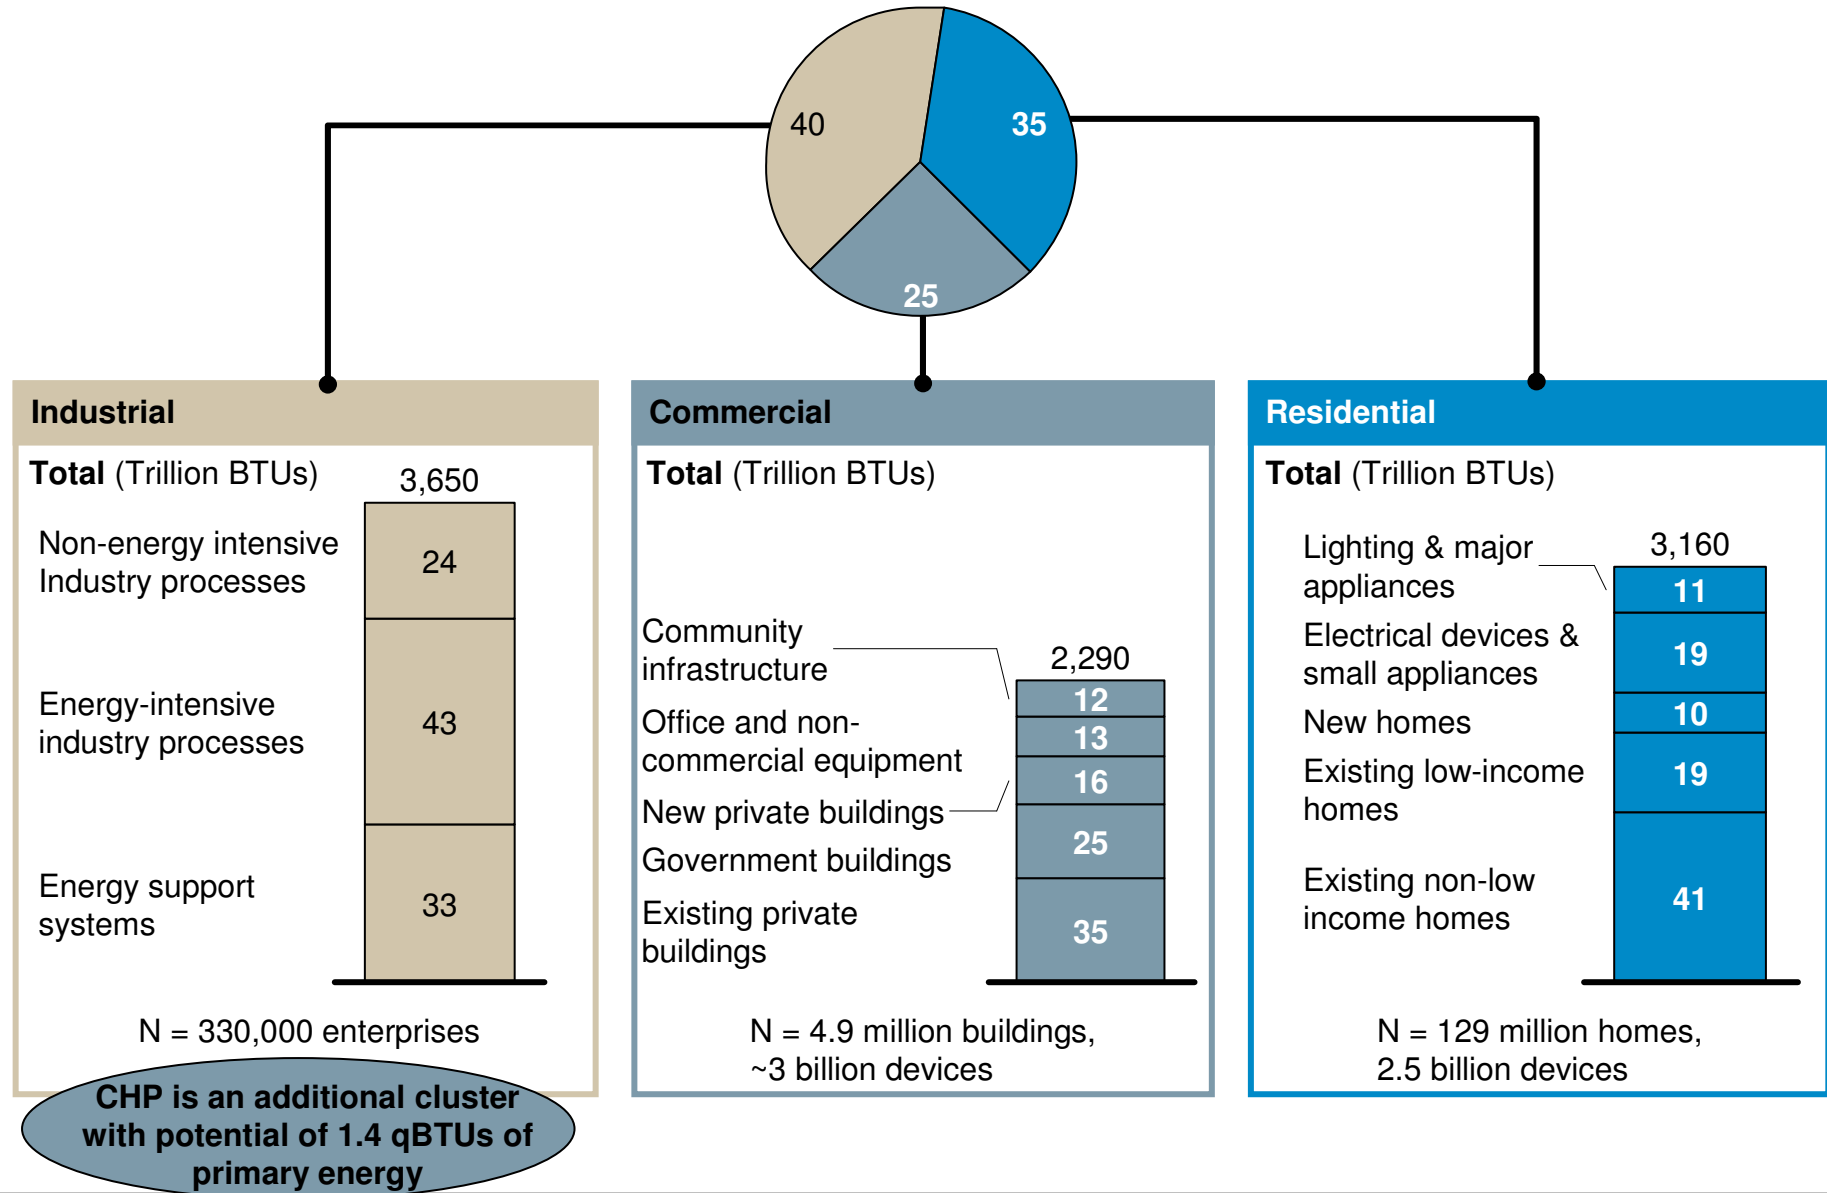 40
35
25
Industrial
Total (Trillion BTUs)
3,650
Non-energy intensive
Industry processes
24
Energy-intensive
industry processes
43
Energy support
systems
33
N = 330,000 enterprises
CHP is an additional cluster
with potential of 1.4 qBTUs of
primary energy
Commercial
Total (Trillion BTUs)
2,290
Community
infrastructure
12
Office and non-
commercial equipment
13
New private buildings
16
Government buildings
25
Existing private
buildings
35
N = 4.9 million buildings,
~3 billion devices
Residential
Total (Trillion BTUs)
3,160
Lighting & major
appliances
11
Electrical devices &
small appliances
19
New homes
10
Existing low-income
homes
19
Existing non-low
income homes
41
N = 129 million homes,
2.5 billion devices